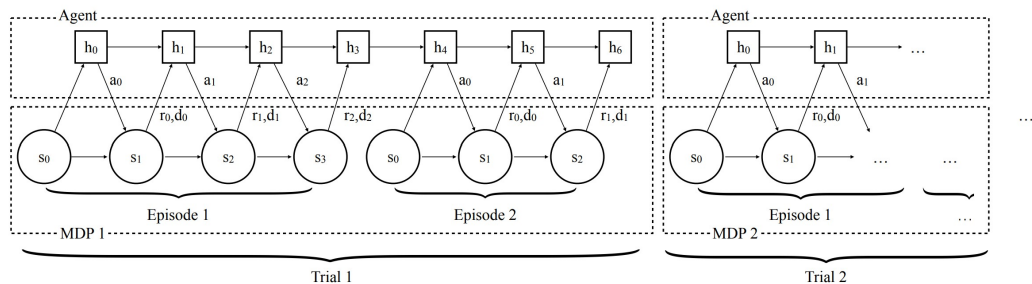 Agent Agent
h₀ h₁ h₂ h₃ h₄ h₅ h₆ h₀ h₁ ...
a₀ a₁ a₂ a₀ a₁ a₀ a₁
r₀,d₀ r₁,d₁ r₂,d₂ r₀,d₀ r₁,d₁ r₀,d₀ ...
s₀ s₁ s₂ s₃ s₀ s₁ s₂ s₀ s₁ ... ...
Episode 1 Episode 2 Episode 1 ...
MDP 1 MDP 2
Trial 1 Trial 2